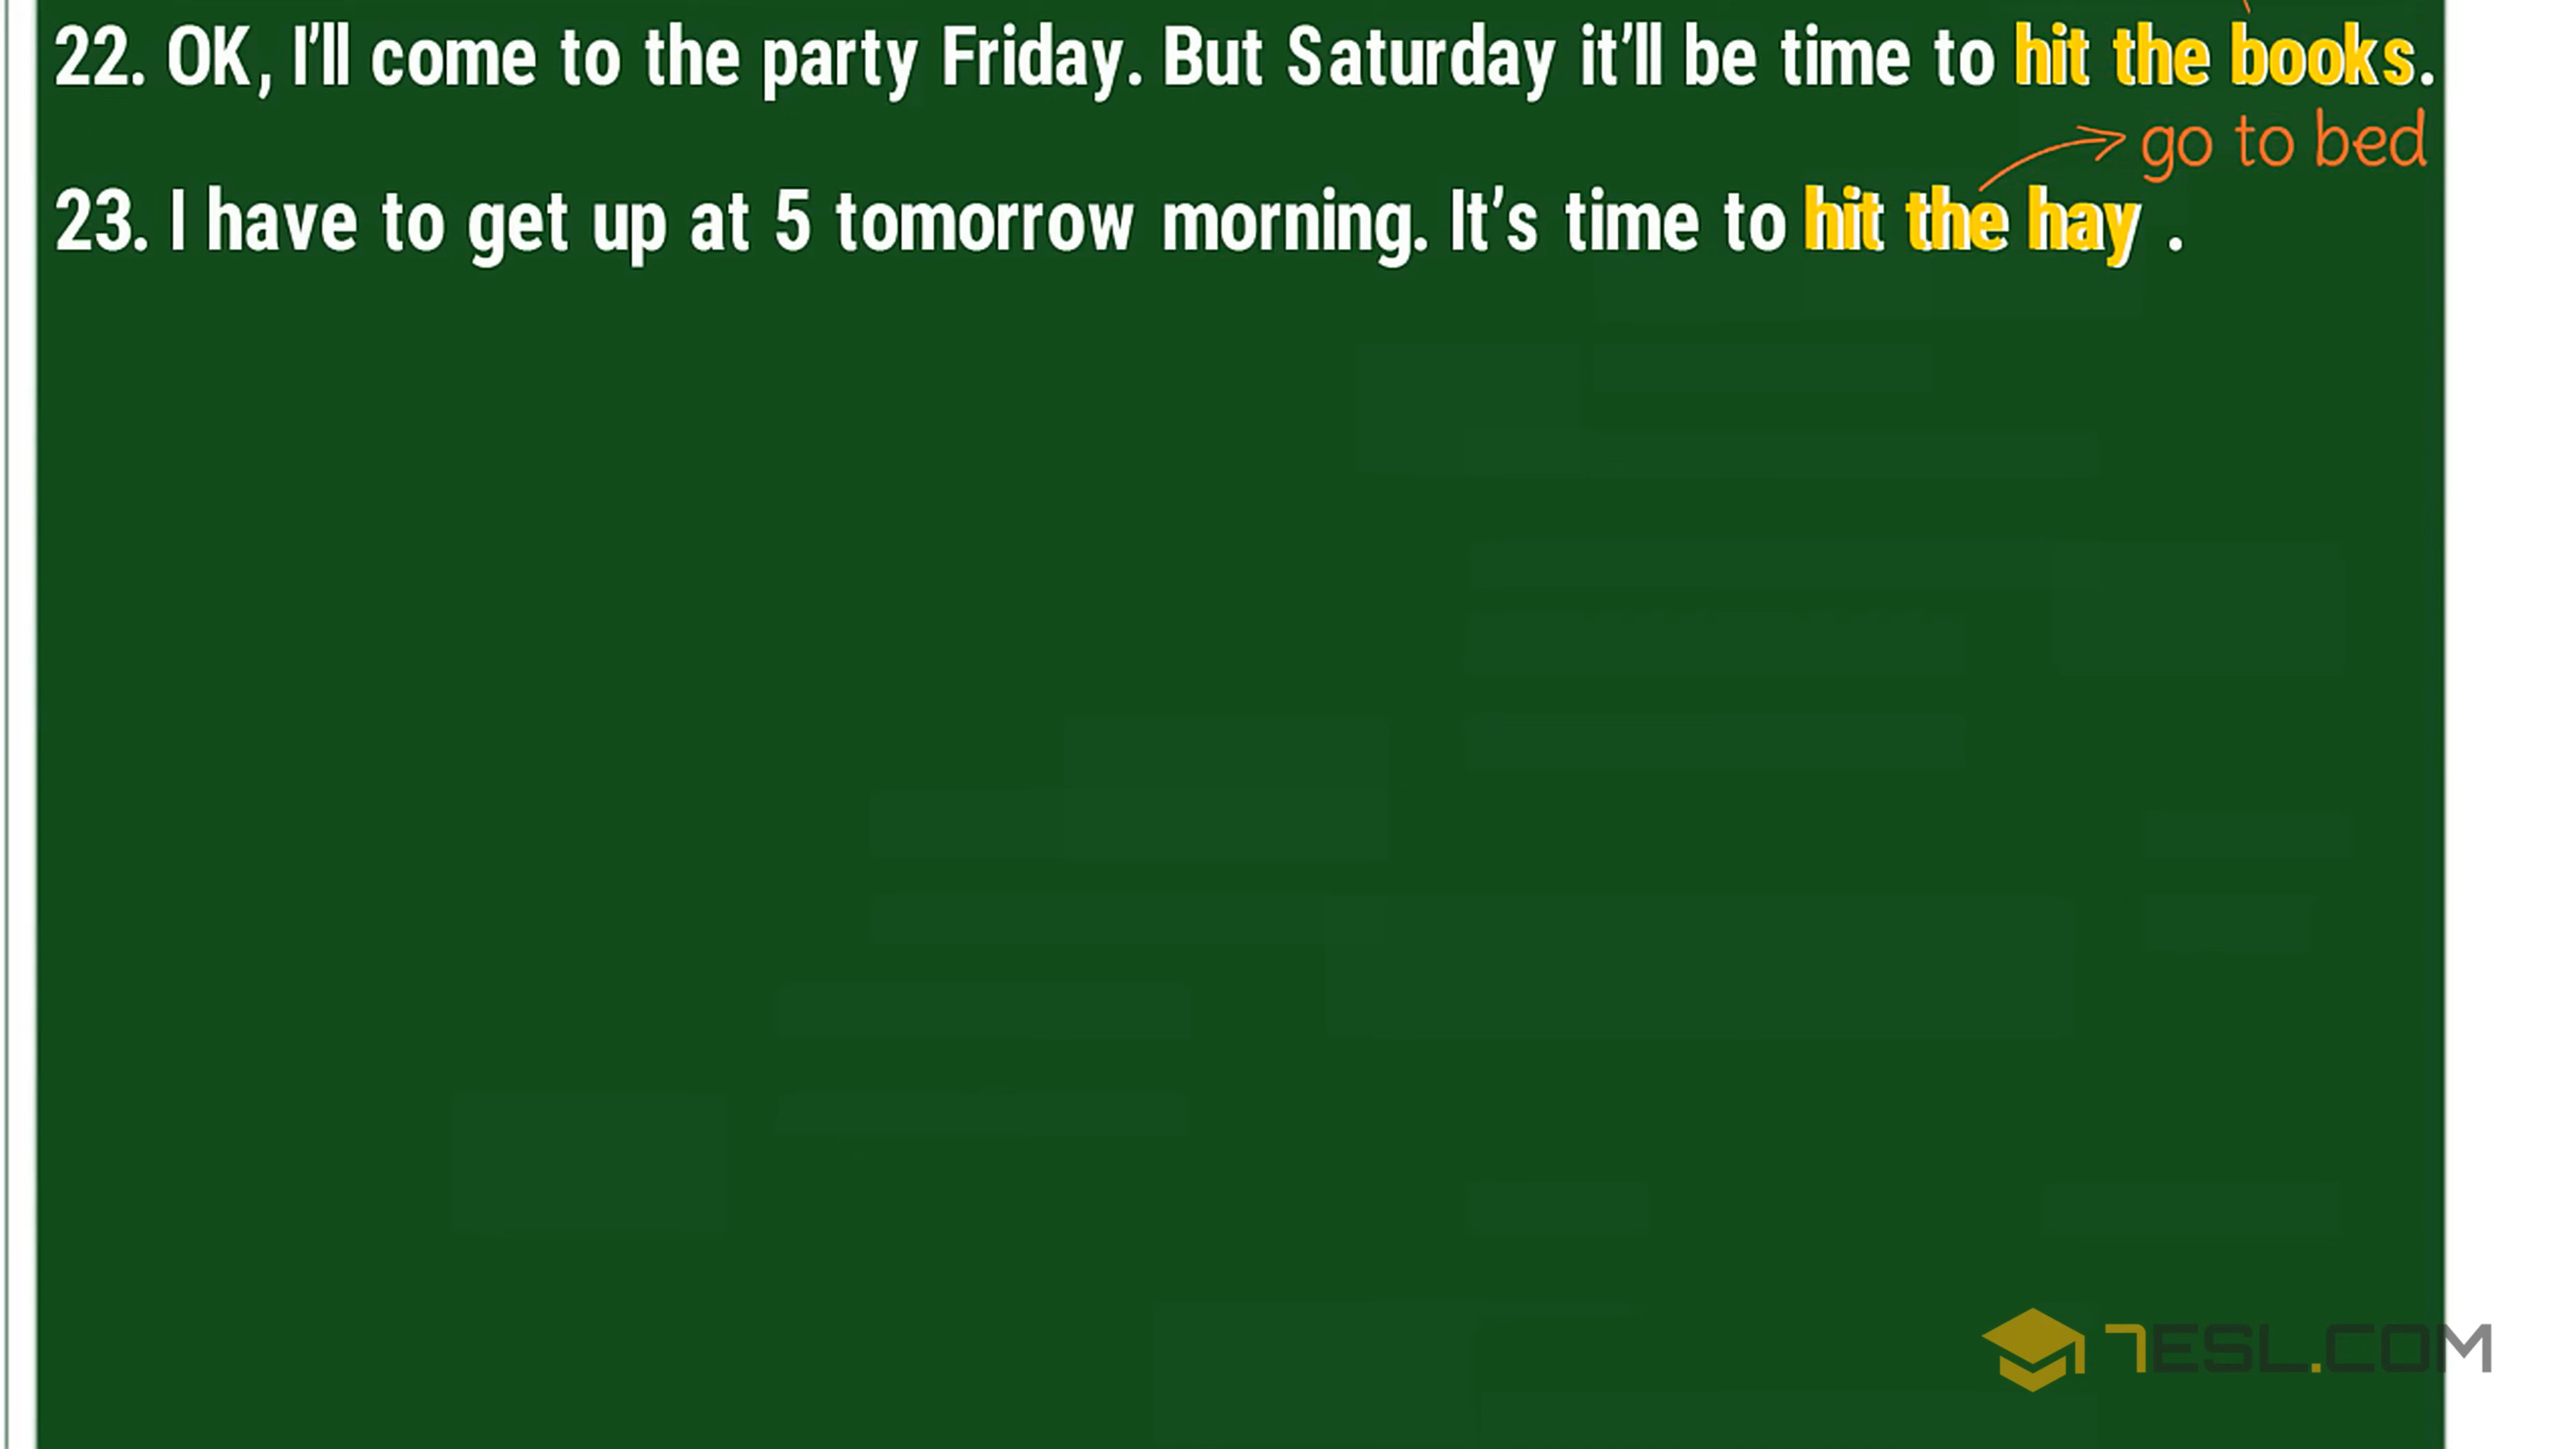 22. OK, I'll come to the party Friday. But Saturday it'll be time to hit the books.
go to bed
23. I have to get up at 5 tomorrow morning. It's time to hit the hay .
7ESL.COM